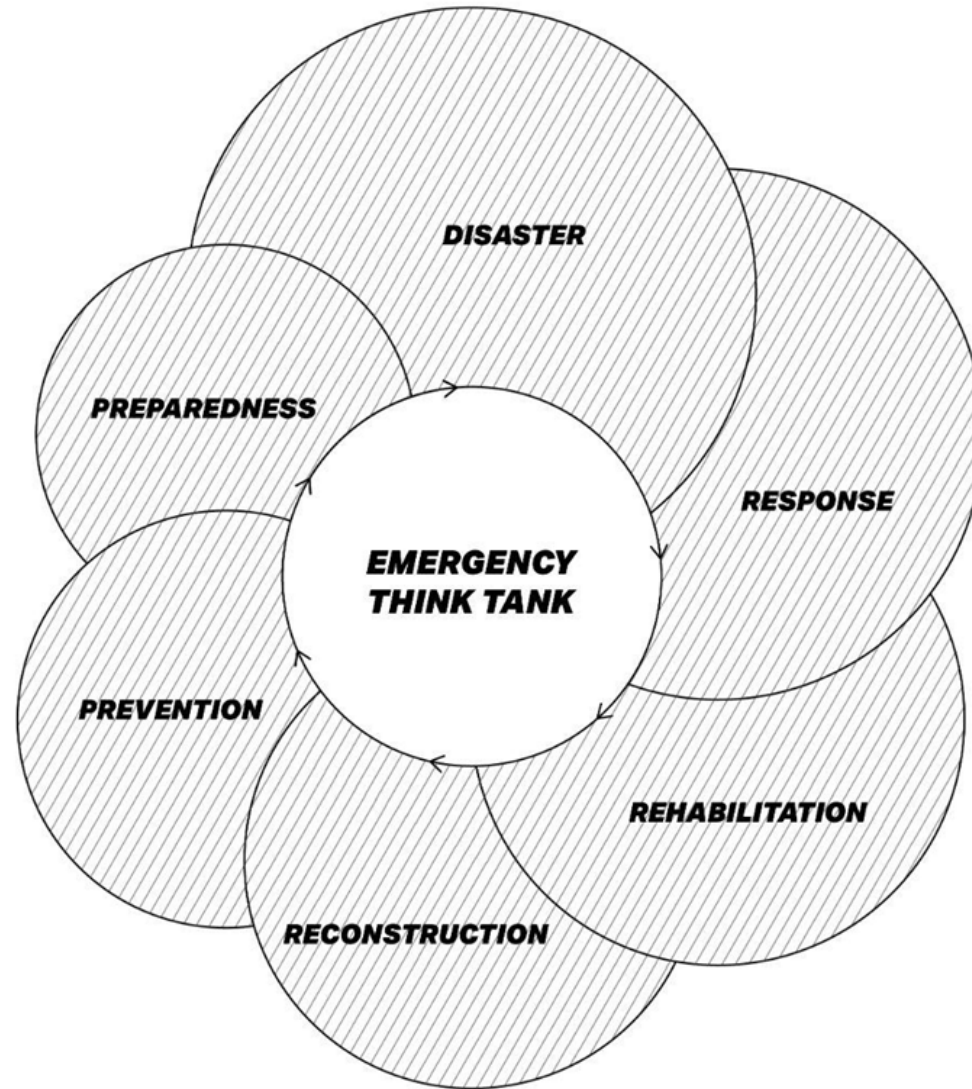 DISASTER
PREPAREDNESS
RESPONSE
EMERGENCY
THINK TANK
PREVENTION
REHABILITATION
RECONSTRUCTION